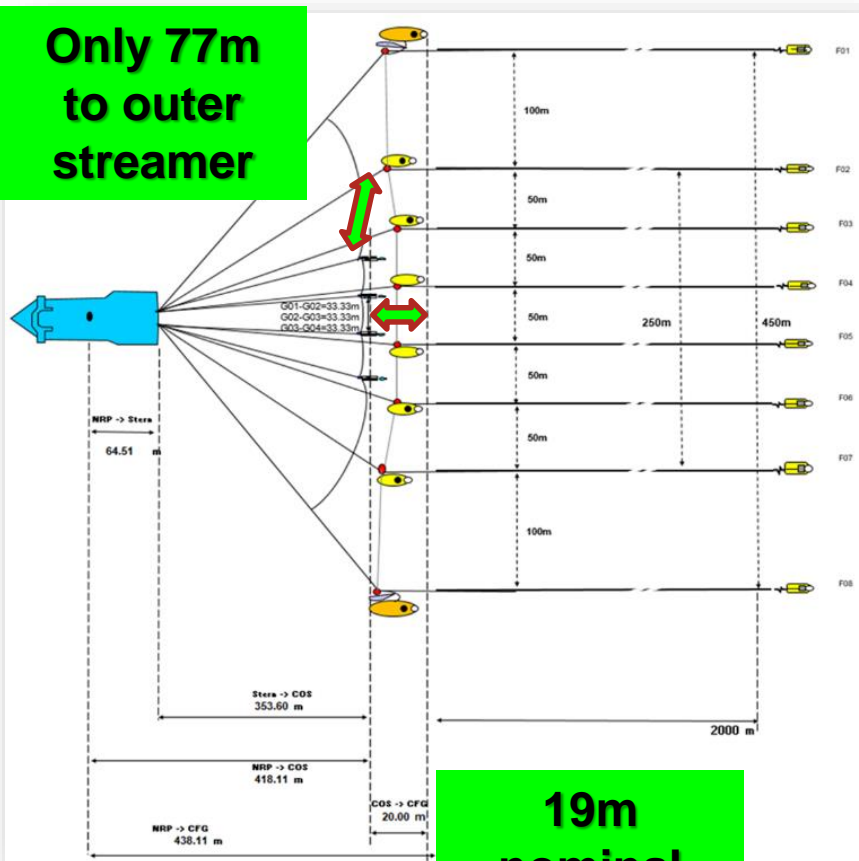 Only 77m
to outer
streamer
F01
100m
F02
50m
F03
50m
F04
G01-G02=33.33m
G02-G03=33.33m
G03-G04=33.33m
50m
250m
450m
F05
50m
F06
NRP -> Stern
64.51 m
50m
F07
100m
F08
Stern -> COS
353.60 m
2000 m
NRP -> COS
418.11 m
COS -> CFG
20.00 m
NRP -> CFG
438.11 m
19m
nominal